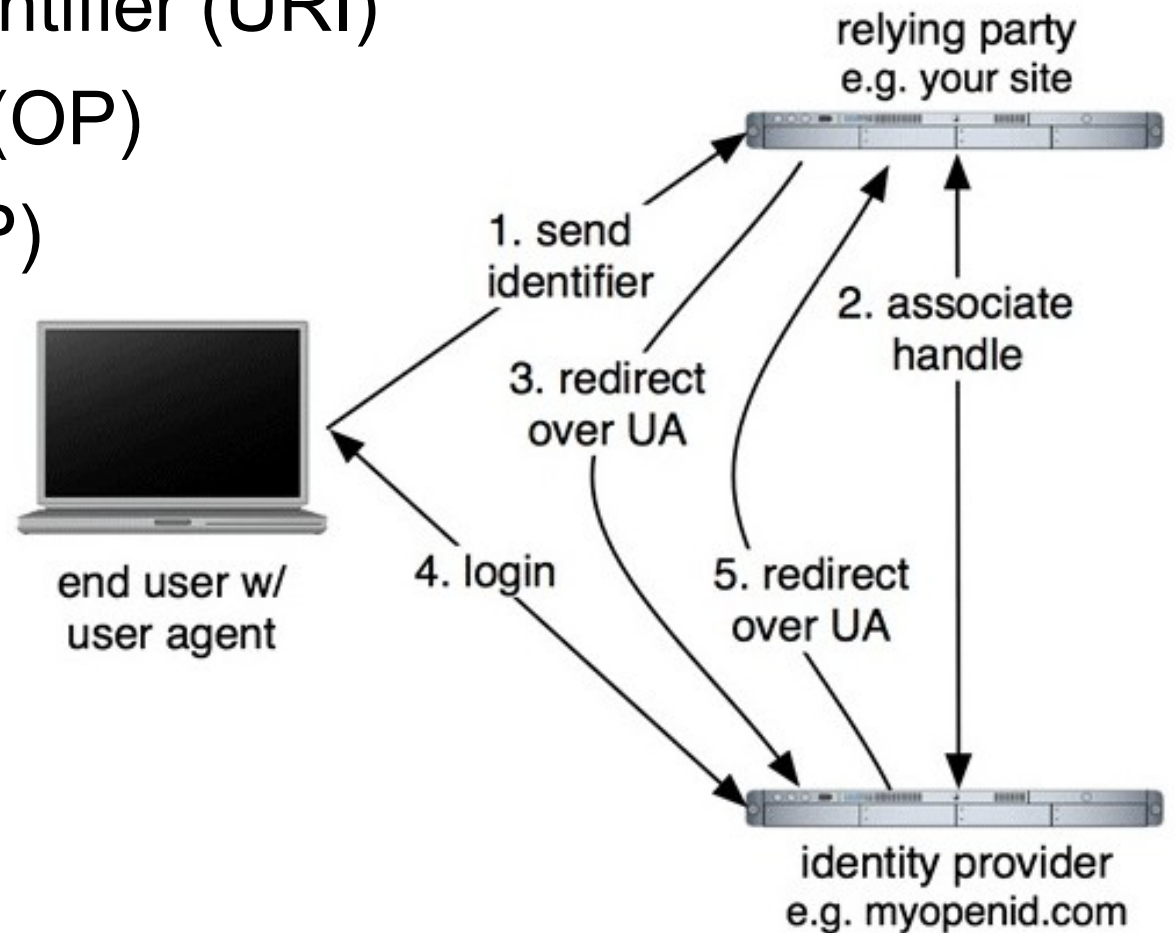 ntifier (URI)
(OP)
P)
relying party
e.g. your site
1. send
identifier
2. associate
handle
3. redirect
over UA
4. login
5. redirect
over UA
end user w/
user agent
identity provider
e.g. myopenid.com